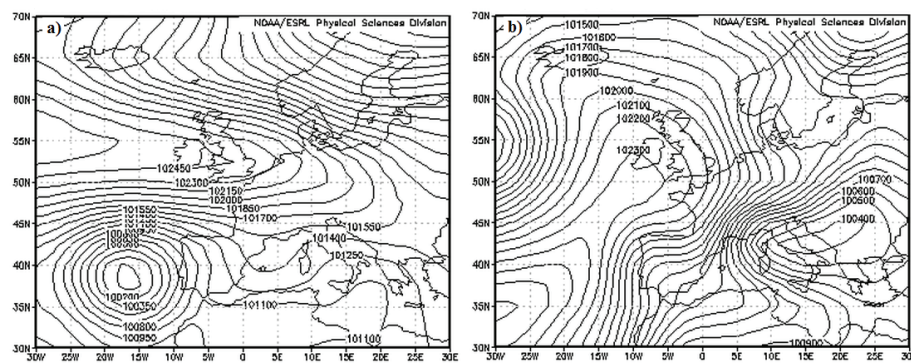 a) NOAA/ESRL Physical Sciences Division
70N
65N
60N
55N
50N
45N
40N
35N
30N
30W 25W 20W 15W 10W 5W 0 5E 10E 15E 20E 25E 30E
102450
102300
102150
102000
101850
101700
101550
101550
101400
101250
101100
101100
100350
100800
100950
b) NOAA/ESRL Physical Sciences Division
70N
65N
60N
55N
50N
45N
40N
35N
30N
30W 25W 20W 15W 10W 5W 0 5E 10E 15E 20E 25E 30E
101500
101600
101700
101800
101900
102000
102100
102200
102300
100700
100600
100500
100400
100900